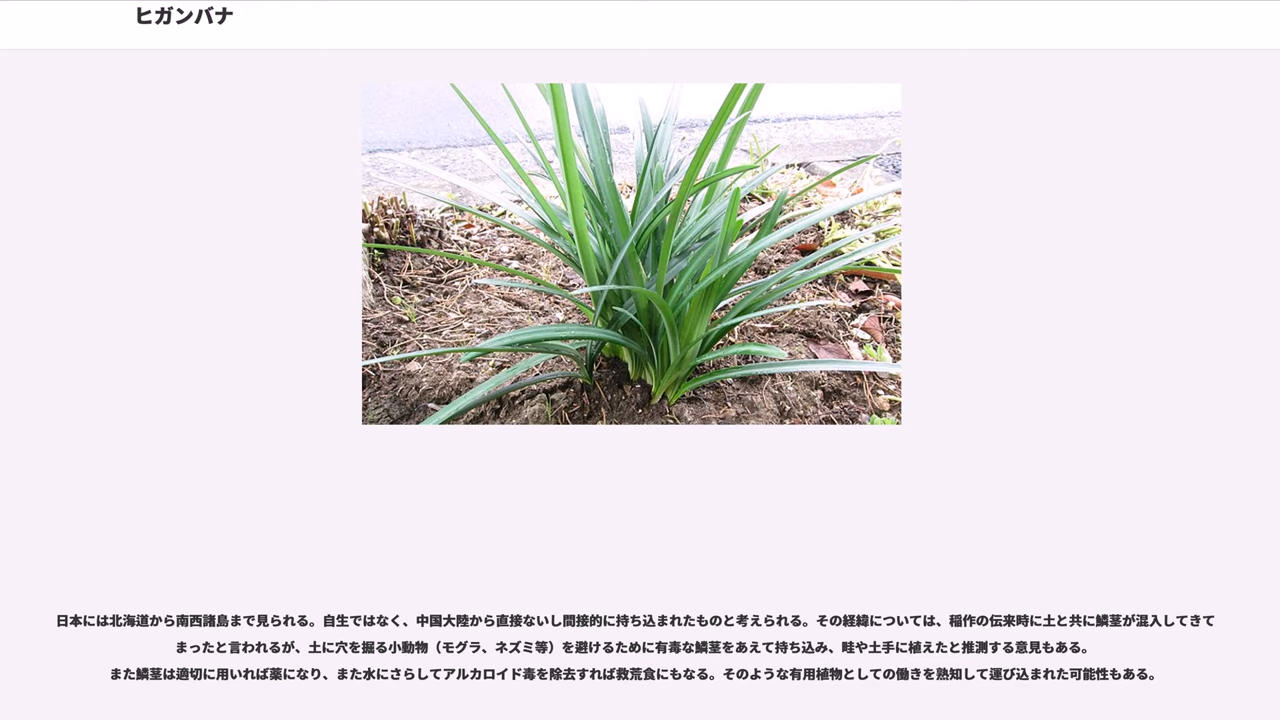 ヒガンバナ
日本には北海道から南西諸島まで見られる。自生ではなく、中国大陸から直接ないし間接的に持ち込まれたものと考えられる。その経緯については、稲作の伝来時に土と共に鱗茎が混入してきて
まったと言われるが、土に穴を掘る小動物（モグラ、ネズミ等）を避けるために有毒な鱗茎をあえて持ち込み、畦や土手に植えたと推測する意見もある。
また鱗茎は適切に用いれば薬になり、また水にさらしてアルカロイド毒を除去すれば救荒食にもなる。そのような有用植物としての働きを熟知して運び込まれた可能性もある。